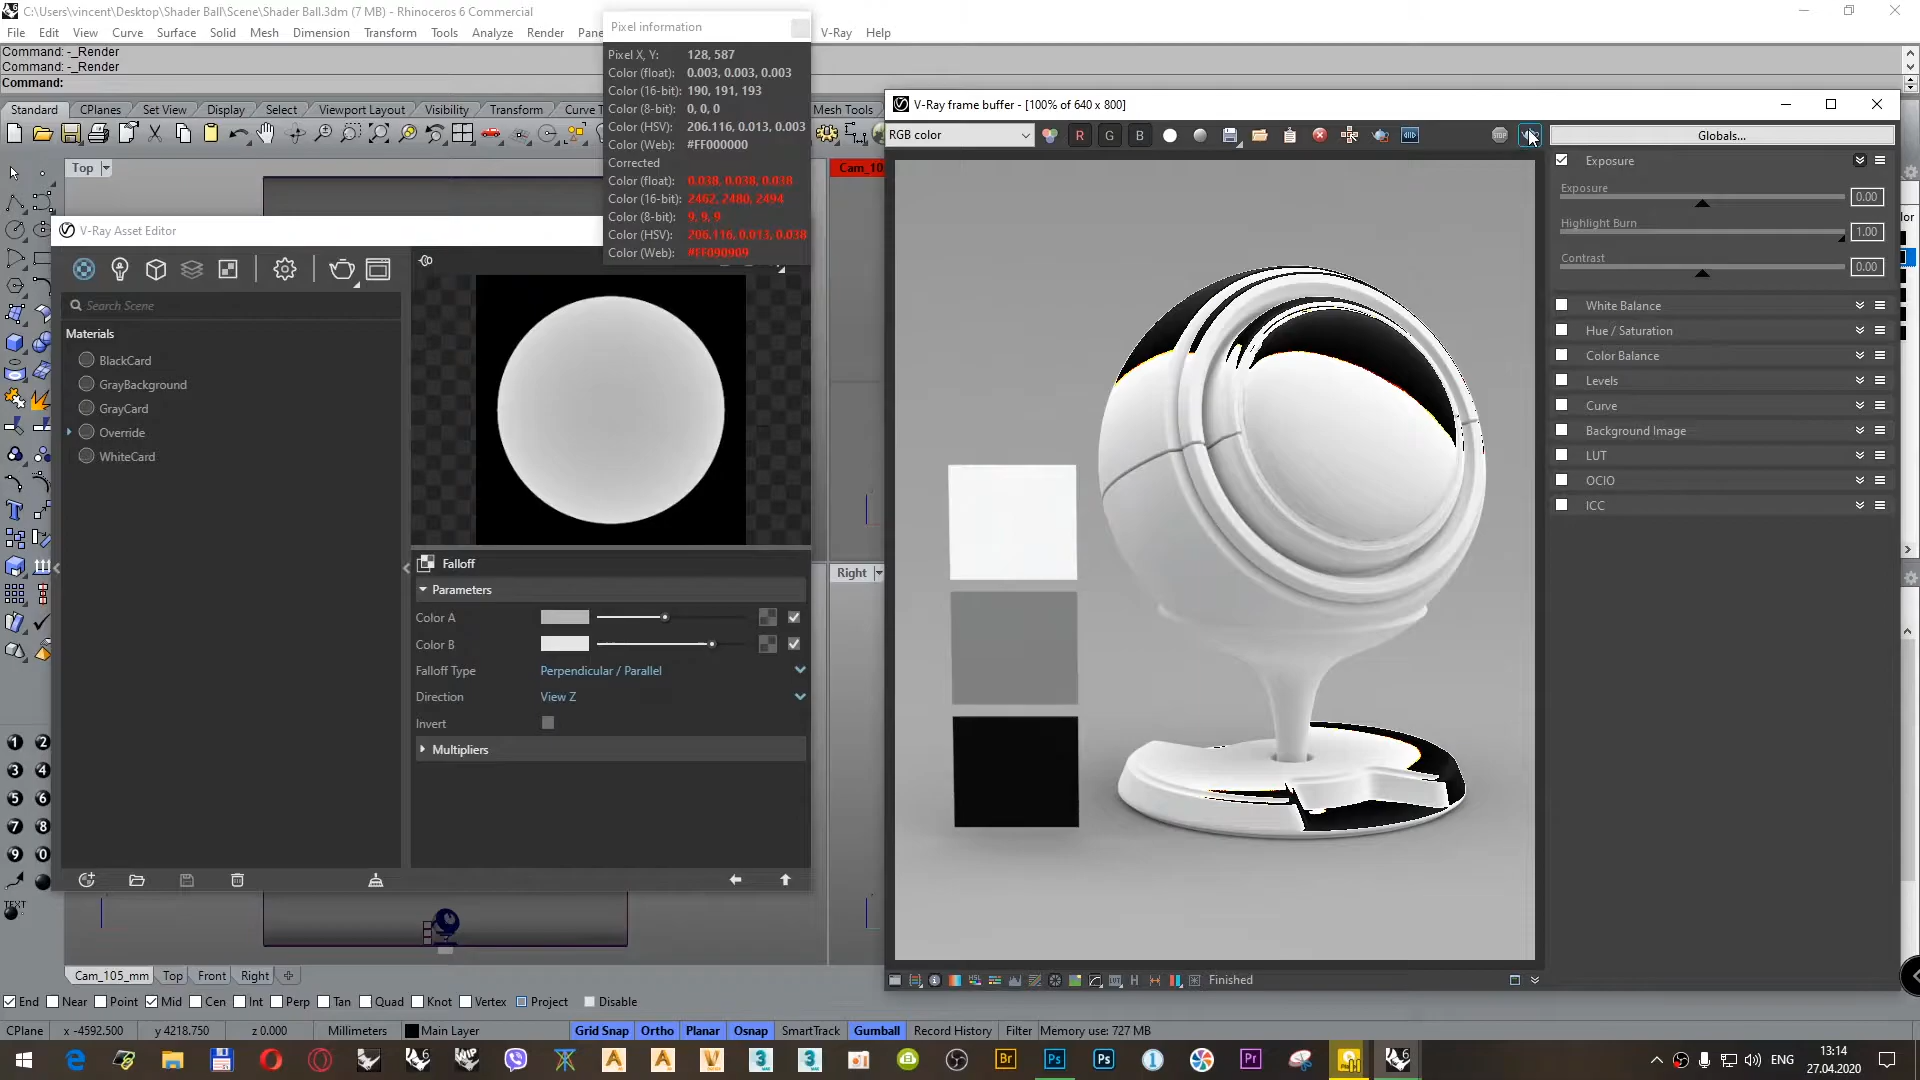 C:\Users\vincent\Desktop\Shader Ball\Scene\Shader Ball.3dm (7 MB) - Rhinoceros 6 Commercial
File Edit View Curve Surface Solid Mesh Dimension Transform Tools Analyze Render Pane V-Ray Help
Command: -_Render
Command: -_Render
Command:
Standard CPlanes Set View Display Select Viewport Layout Visibility Transform Curve T Mesh Tools
Pixel information
Pixel X, Y: 128, 587
Color (float): 0.003, 0.003, 0.003
Color (16-bit): 190, 191, 193
Color (8-bit): 0, 0, 0
Color (HSV): 206.116, 0.013, 0.003
Color (Web): #FF000000
Corrected
Color (float): 0.038, 0.038, 0.038
Color (16-bit): 2462, 2480, 2494
Color (8-bit): 9, 9, 9
Color (HSV): 206.116, 0.013, 0.038
Color (Web): #FF090909
Top
Cam_10
V-Ray Asset Editor
Search Scene
Materials
BlackCard
GrayBackground
GrayCard
Override
WhiteCard
Falloff
Parameters
Color A
Color B
Falloff Type Perpendicular / Parallel
Direction View Z
Invert
Multipliers
Right
V-Ray frame buffer - [100% of 640 x 800]
RGB color R G B STOP
Globals...
Exposure
Exposure 0.00
Highlight Burn 1.00
Contrast 0.00
White Balance
Hue / Saturation
Color Balance
Levels
Curve
Background Image
LUT
OCIO
ICC
Finished
TEXT
Cam_105_mm Top Front Right
End Near Point Mid Cen Int Perp Tan Quad Knot Vertex Project Disable
CPlane x -4592.500 y 4218.750 z 0.000 Millimeters Main Layer Grid Snap Ortho Planar Osnap SmartTrack Gumball Record History Filter Memory use: 727 MB
ENG
13:14
27.04.2020